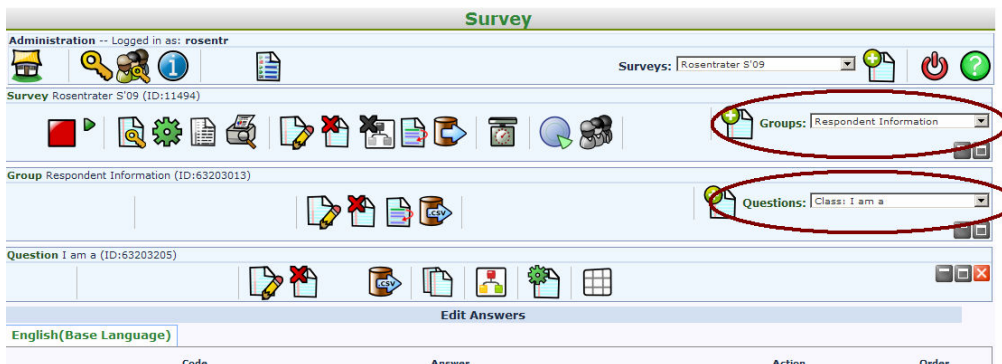 Survey
Administration -- Logged in as: rosentr
Surveys: Rosentrater S'09
Survey Rosentrater S'09 (ID:11494)
Groups: Respondent Information
Group Respondent Information (ID:63203013)
.CSV
Questions: Class: I am a
Question I am a (ID:63203205)
.CSV
Edit Answers
English(Base Language)
Code Answer Action Order